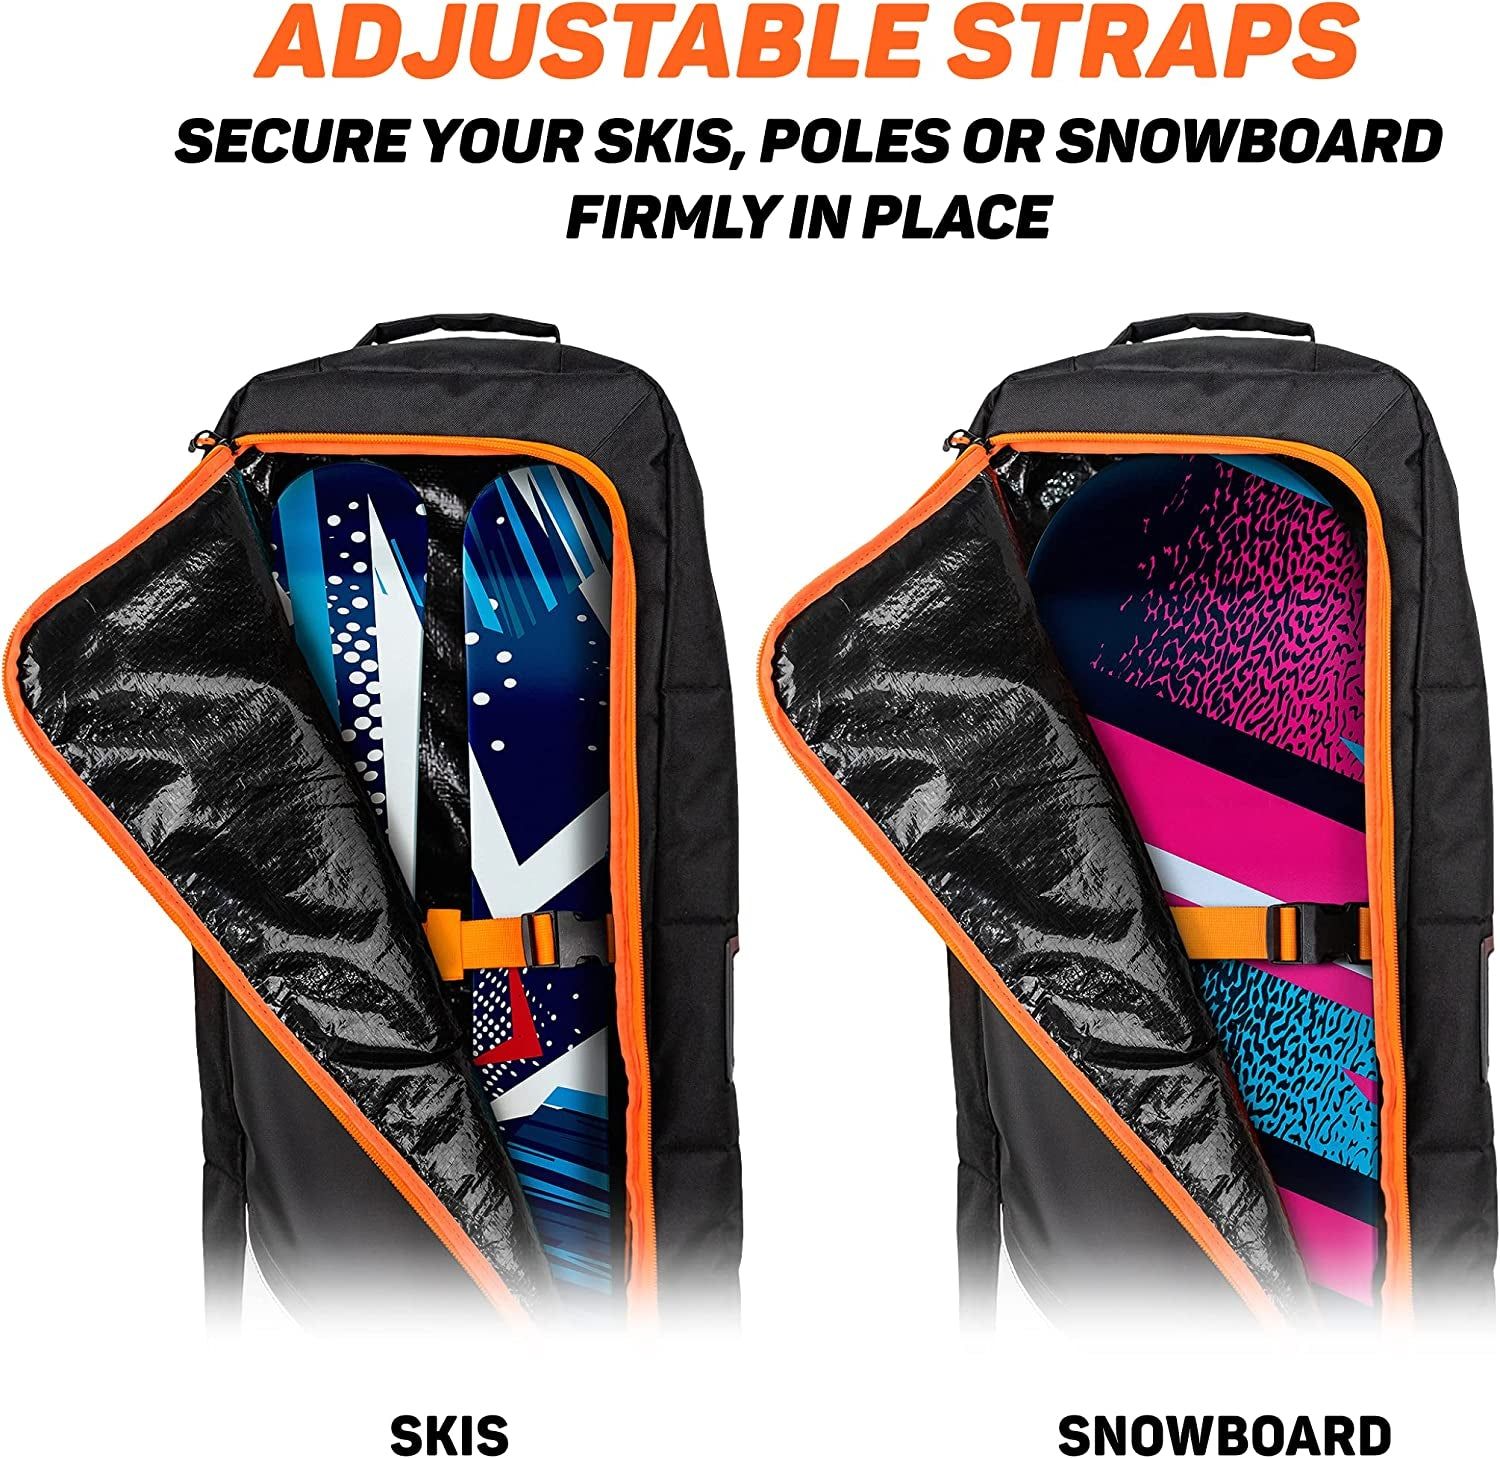 ADJUSTABLE STRAPS
SECURE YOUR SKIS, POLES OR SNOWBOARD
FIRMLY IN PLACE
SKIS
SNOWBOARD